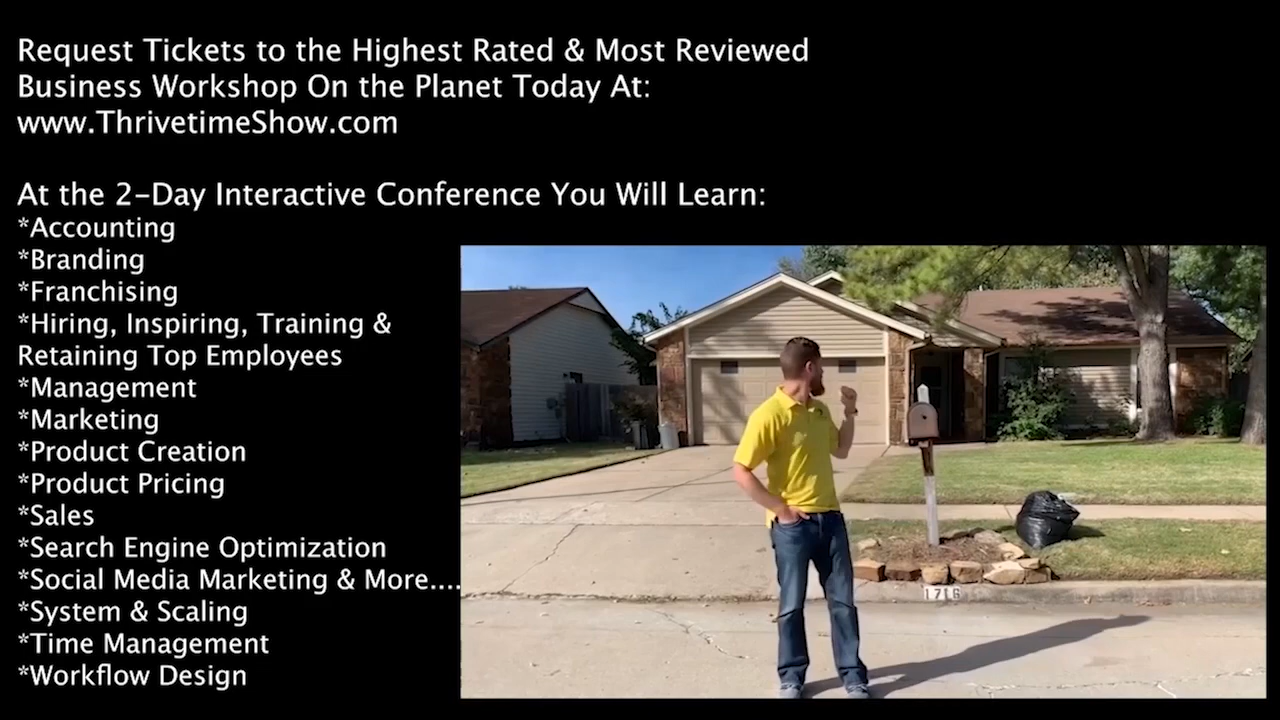 Request Tickets to the Highest Rated & Most Reviewed
Business Workshop On the Planet Today At:
www.ThrivetimeShow.com
At the 2-Day Interactive Conference You Will Learn:
*Accounting
*Branding
*Franchising
*Hiring, Inspiring, Training &
Retaining Top Employees
*Management
*Marketing
*Product Creation
*Product Pricing
*Sales
*Search Engine Optimization
*Social Media Marketing & More....
*System & Scaling
*Time Management
*Workflow Design
1716